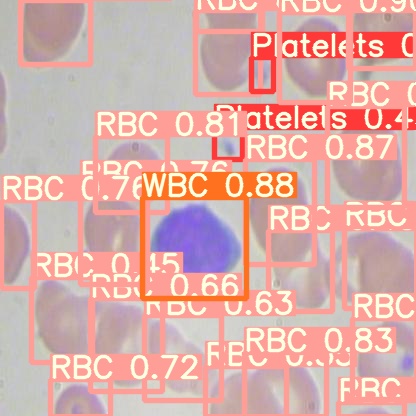 RBC
RBC 0.9
Platelets 0
RBC 0
Platelets 0.4
RBC 0.81
RBC 0.87
RBC 0.76
RBC 0.76
WBC 0.88
RBC
RBC
RBC 0.45
RBC 0.66
RBC 0.63
RBC
RBC 0.83
RBC 0.72
RBC